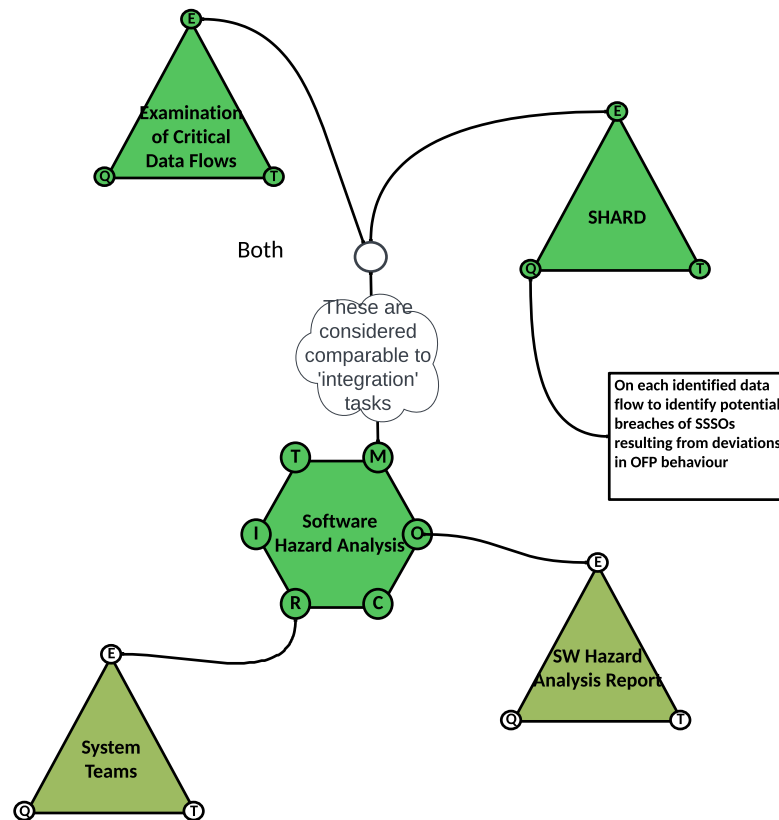 E
Examination
of Critical
Data Flows
Q
T
E
SHARD
Q
T
Both
These are
considered
comparable to
'integration'
tasks
On each identified data
flow to identify potential
breaches of SSSOs
resulting from deviations
in OFP behaviour
T
M
I
Software
Hazard Analysis
O
R
C
E
SW Hazard
Analysis Report
Q
T
E
System
Teams
Q
T